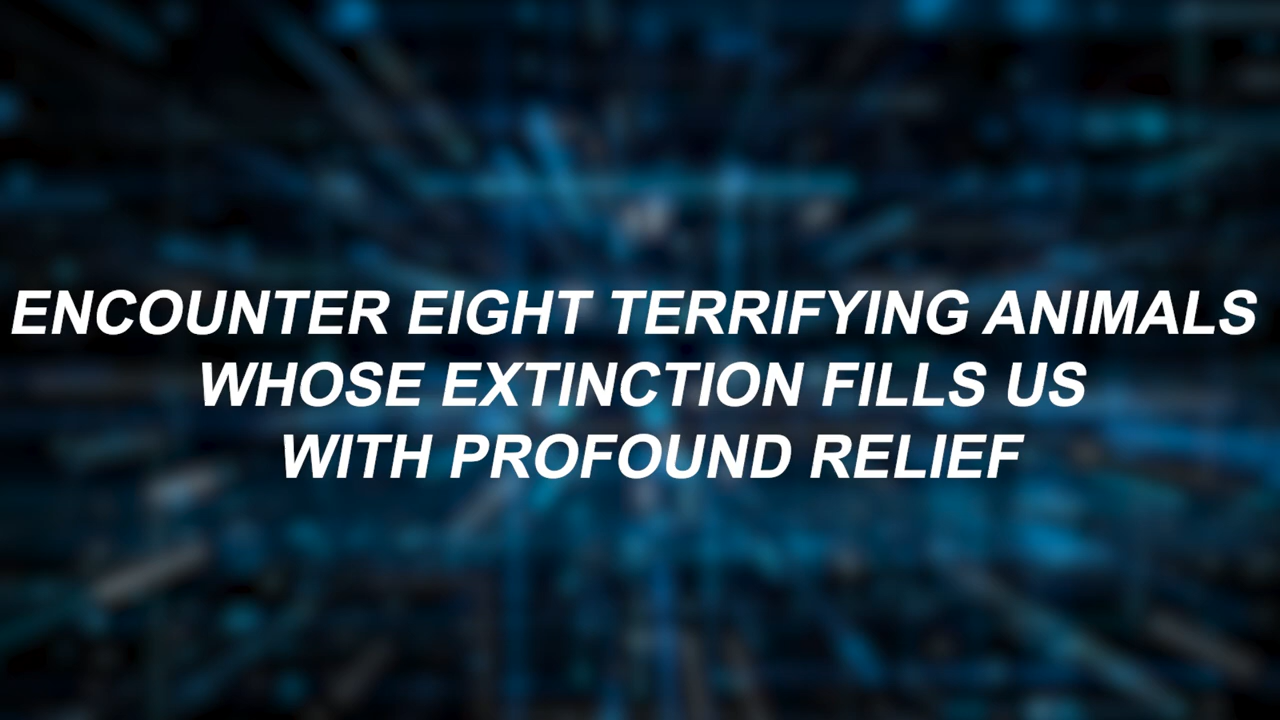 ENCOUNTER EIGHT TERRIFYING ANIMALS
WHOSE EXTINCTION FILLS US
WITH PROFOUND RELIEF